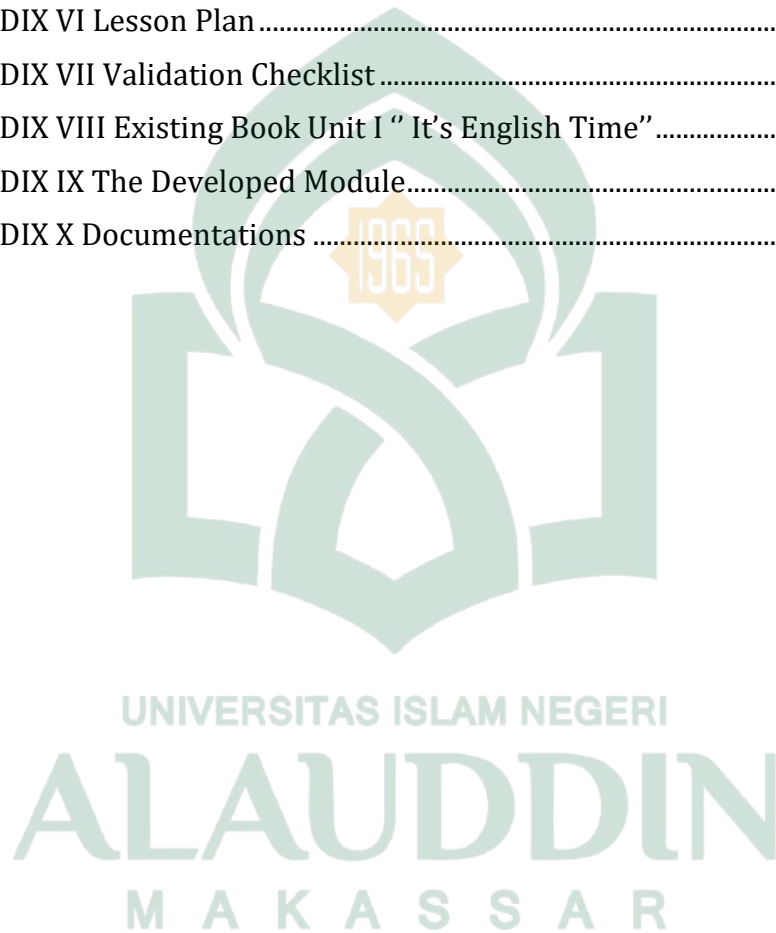 DIX VI Lesson Plan ........................................................................
DIX VII Validation Checklist ........................................................
DIX VIII Existing Book Unit I ‘’ It’s English Time’’ .................
DIX IX The Developed Module ....................................................
DIX X Documentations .................................................................
1965
UNIVERSITAS ISLAM NEGERI
ALAUDDIN
MAKASSAR